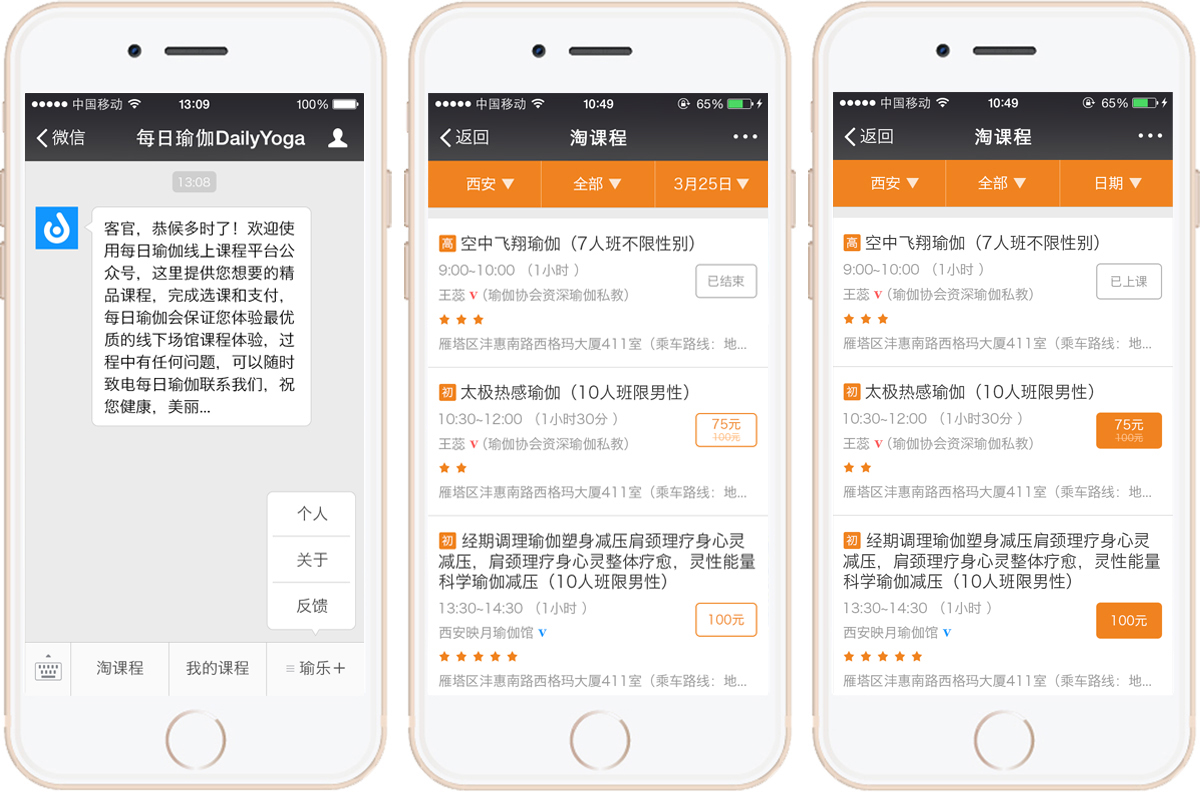 中国移动 13:09 100%
微信 每日瑜伽DailyYoga
13:08
客官，恭候多时了！欢迎使
用每日瑜伽线上课程平台公
众号，这里提供您想要的精
品课程，完成选课和支付，
每日瑜伽会保证您体验最优
质的线下场馆课程体验，过
程中有任何问题，可以随时
致电每日瑜伽联系我们，祝
您健康，美丽...
个人
关于
反馈
淘课程 我的课程 瑜乐+
中国移动 10:49 65%
返回 淘课程
西安 全部 3月25日
高 空中飞翔瑜伽（7人班不限性别）
9:00~10:00 （1小时 ）
已结束
王蕊 v（瑜伽协会资深瑜伽私教）
雁塔区沣惠南路西格玛大厦411室（乘车路线：地...
初 太极热感瑜伽（10人班限男性）
10:30~12:00 （1小时30分 ）
75元
100元
王蕊 v（瑜伽协会资深瑜伽私教）
雁塔区沣惠南路西格玛大厦411室（乘车路线：地...
初 经期调理瑜伽塑身减压肩颈理疗身心灵
减压，肩颈理疗身心灵整体疗愈，灵性能量
科学瑜伽减压（10人班限男性）
13:30~14:30 （1小时 ）
100元
西安映月瑜伽馆 v
雁塔区沣惠南路西格玛大厦411室（乘车路线：地...
中国移动 10:49 65%
返回 淘课程
西安 全部 日期
高 空中飞翔瑜伽（7人班不限性别）
9:00~10:00 （1小时 ）
已上课
王蕊 v（瑜伽协会资深瑜伽私教）
雁塔区沣惠南路西格玛大厦411室（乘车路线：地...
初 太极热感瑜伽（10人班限男性）
10:30~12:00 （1小时30分 ）
75元
100元
王蕊 v（瑜伽协会资深瑜伽私教）
雁塔区沣惠南路西格玛大厦411室（乘车路线：地...
初 经期调理瑜伽塑身减压肩颈理疗身心灵
减压，肩颈理疗身心灵整体疗愈，灵性能量
科学瑜伽减压（10人班限男性）
13:30~14:30 （1小时 ）
100元
西安映月瑜伽馆 v
雁塔区沣惠南路西格玛大厦411室（乘车路线：地...